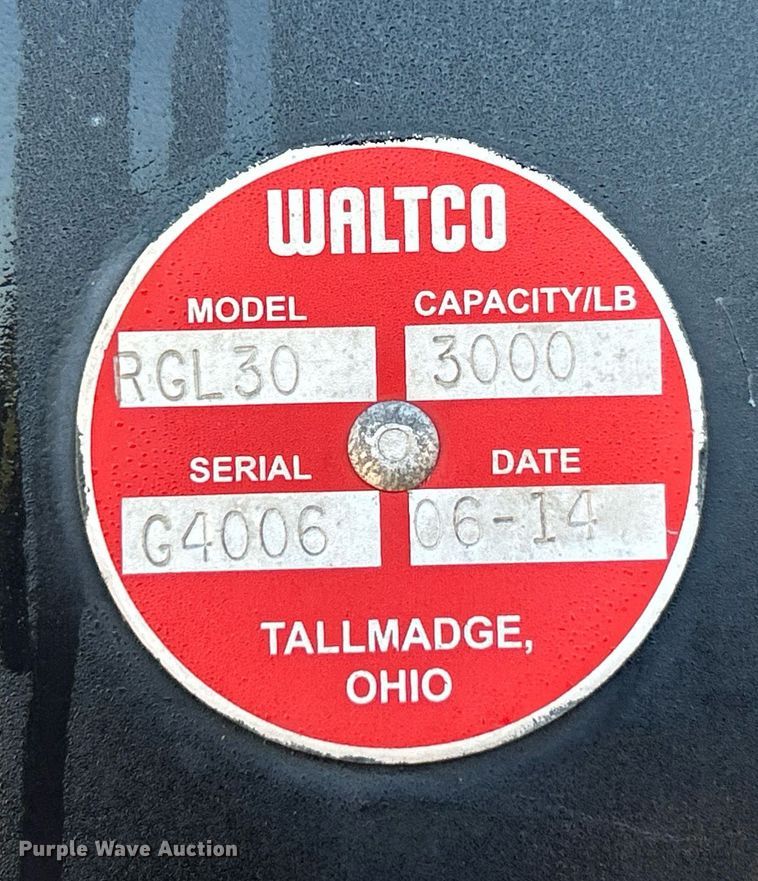 WALTCO
MODEL CAPACITY/LB
RGL30 3000
SERIAL DATE
G4006 06-14
TALLMADGE,
OHIO
Purple Wave Auction